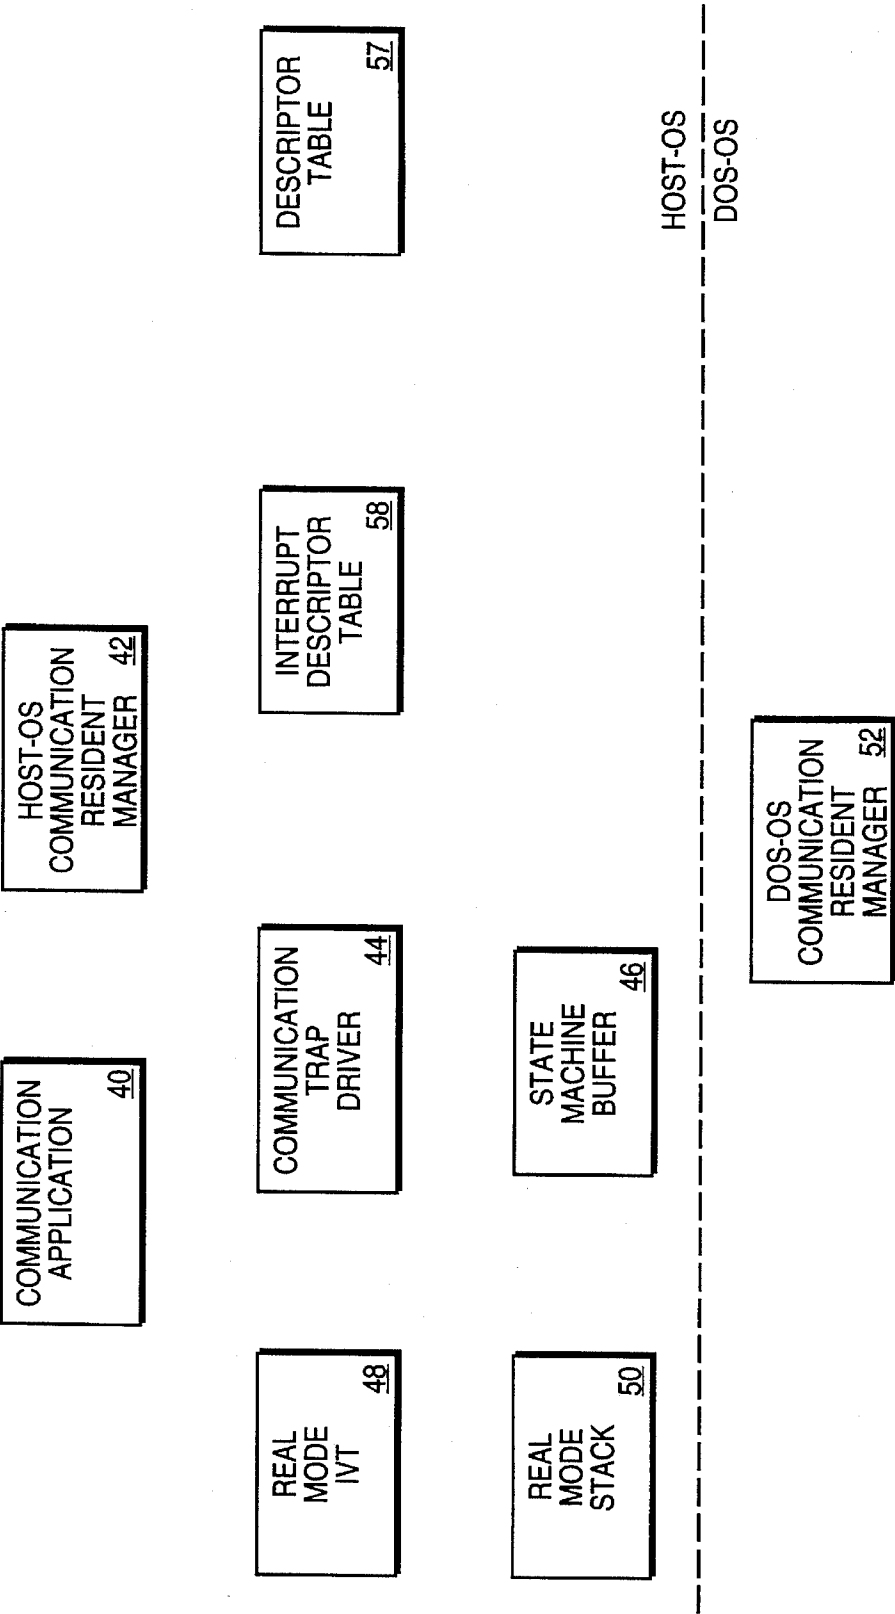 COMMUNICATION
APPLICATION
40
HOST-OS
COMMUNICATION
RESIDENT
MANAGER
42
REAL
MODE
IVT
48
COMMUNICATION
TRAP
DRIVER
44
INTERRUPT
DESCRIPTOR
TABLE
58
DESCRIPTOR
TABLE
57
REAL
MODE
STACK
50
STATE
MACHINE
BUFFER
46
HOST-OS
DOS-OS
DOS-OS
COMMUNICATION
RESIDENT
MANAGER
52